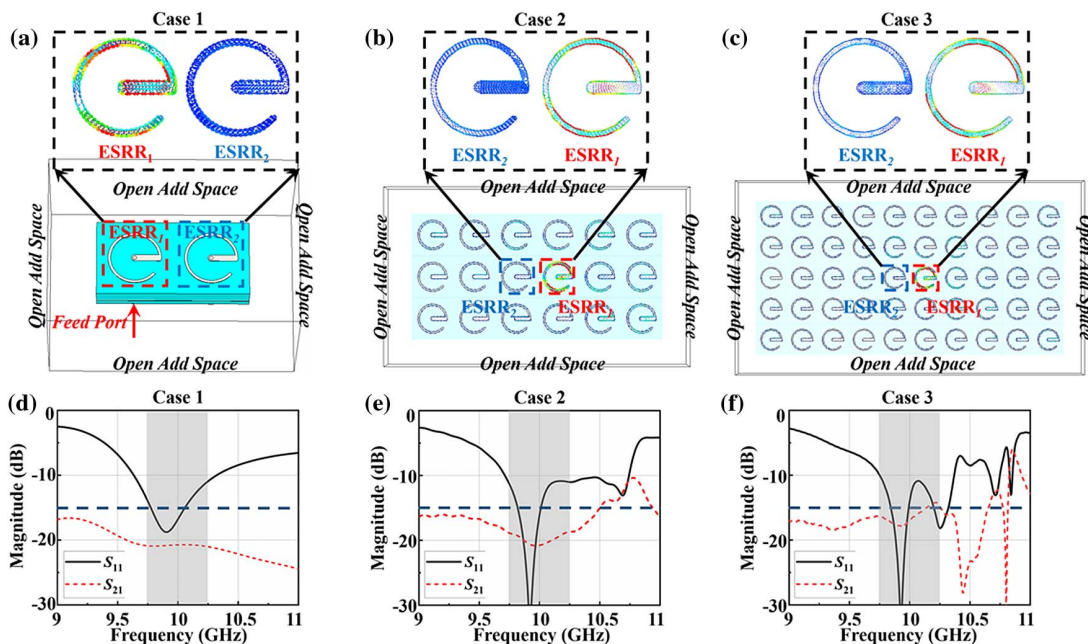 Case 1
Case 2
Case 3
(a)
(b)
(c)
ESRR1
ESRR2
ESRR2
ESRR1
ESRR2
ESRR1
Open Add Space
Open Add Space
Open Add Space
Open Add Space
Open Add Space
Open Add Space
Open Add Space
Open Add Space
Open Add Space
ESRR1
ESRR2
ESRR1
ESRR2
ESRR1
Feed Port
Open Add Space
Open Add Space
Open Add Space
(d)
Case 1
(e)
Case 2
(f)
Case 3
Magnitude (dB)
0
-10
-20
-30
S11
S21
9
9.5
10
10.5
11
Frequency (GHz)
Magnitude (dB)
0
-10
-20
-30
S11
S21
9
9.5
10
10.5
11
Frequency (GHz)
Magnitude (dB)
0
-10
-20
-30
S11
S21
9
9.5
10
10.5
11
Frequency (GHz)